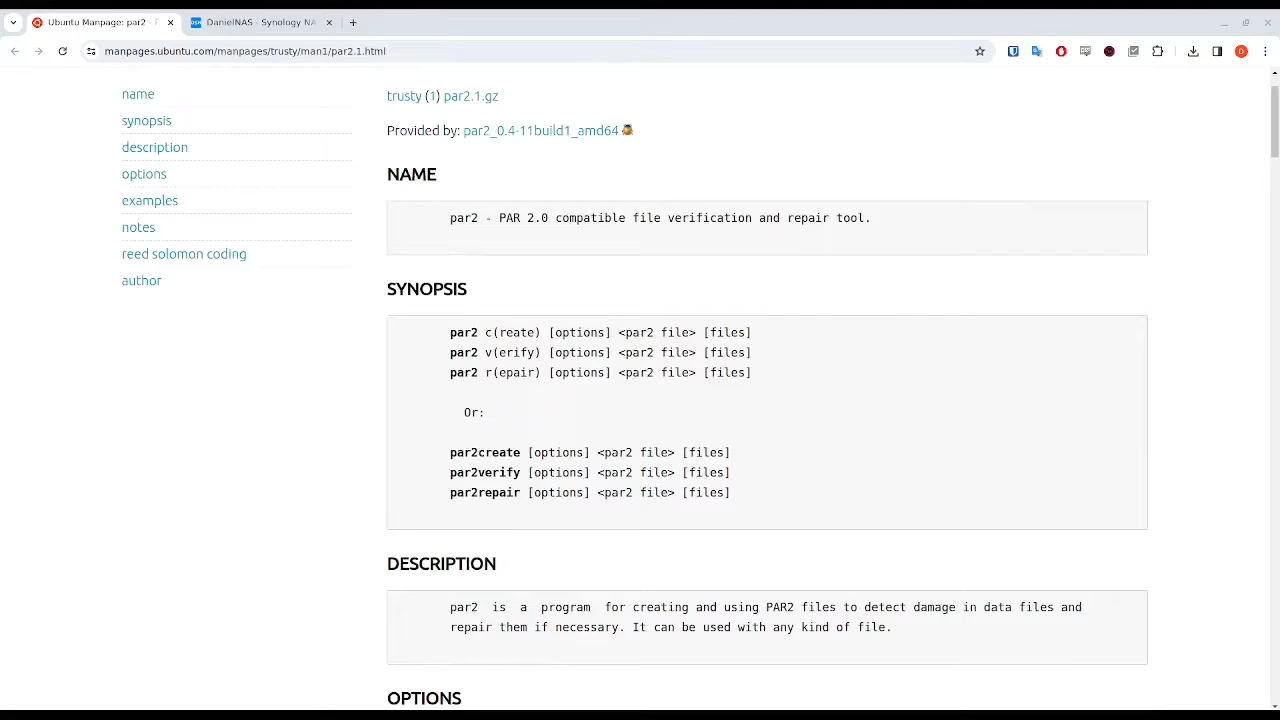 Ubuntu Manpage: par2 - P
DanielNAS - Synology NA
manpages.ubuntu.com/manpages/trusty/man1/par2.1.html
name
synopsis
description
options
examples
notes
reed solomon coding
author
trusty (1) par2.1.gz
Provided by: par2_0.4-11build1_amd64
NAME
par2 - PAR 2.0 compatible file verification and repair tool.
SYNOPSIS
par2 c(reate) [options] <par2 file> [files]
par2 v(erify) [options] <par2 file> [files]
par2 r(epair) [options] <par2 file> [files]
Or:
par2create [options] <par2 file> [files]
par2verify [options] <par2 file> [files]
par2repair [options] <par2 file> [files]
DESCRIPTION
par2 is a program for creating and using PAR2 files to detect damage in data files and
repair them if necessary. It can be used with any kind of file.
OPTIONS